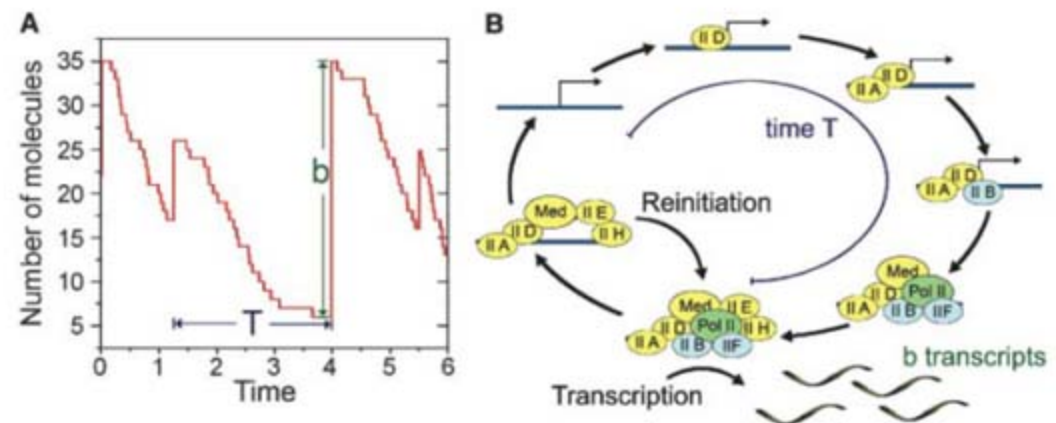 A
Number of molecules
35
30
25
20
15
10
5
b
T
0 1 2 3 4 5 6
Time
B
II D
II A II D
II A II D II B
time T
Med
II A II D Pol II
II B IIF
Reinitiation
Med II E
II A II D II H
Med II E
II A II D Pol II II H
II B IIF
b transcripts
Transcription